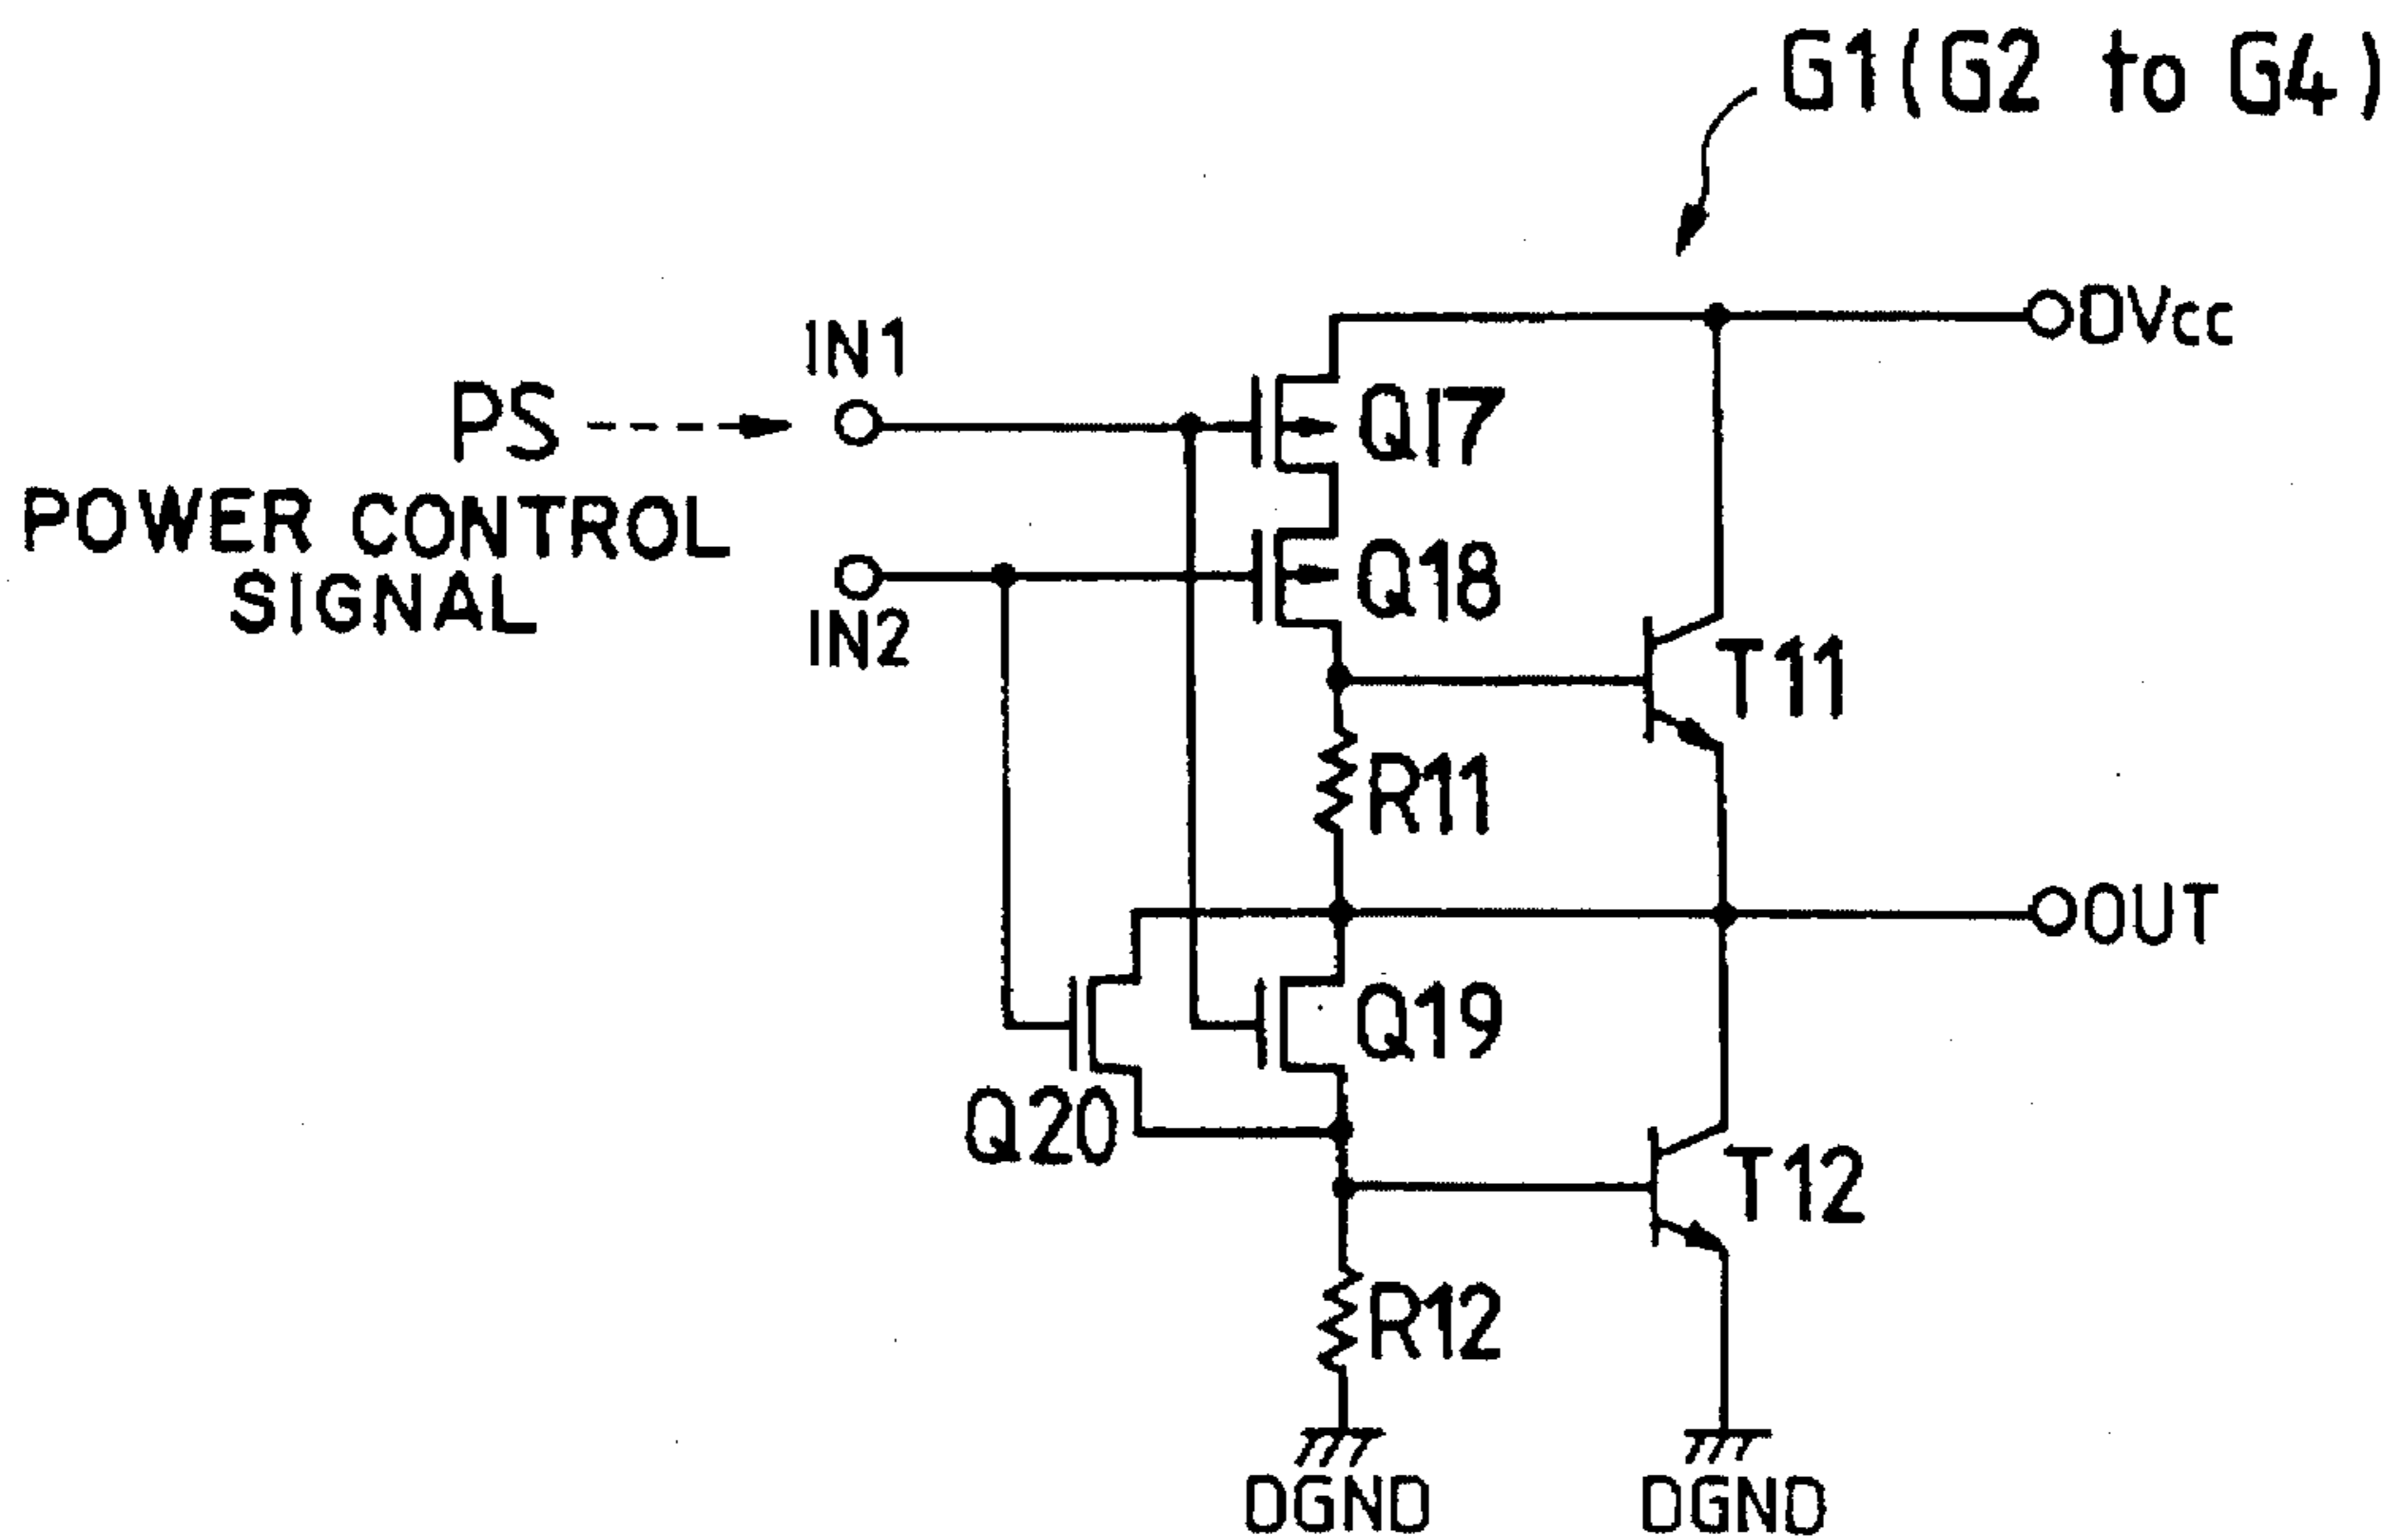 G1(G2 to G4)
DVcc
IN1
PS
Q17
POWER CONTROL
SIGNAL
Q18
IN2
T11
R11
OUT
Q19
Q20
T12
R12
DGND
DGND